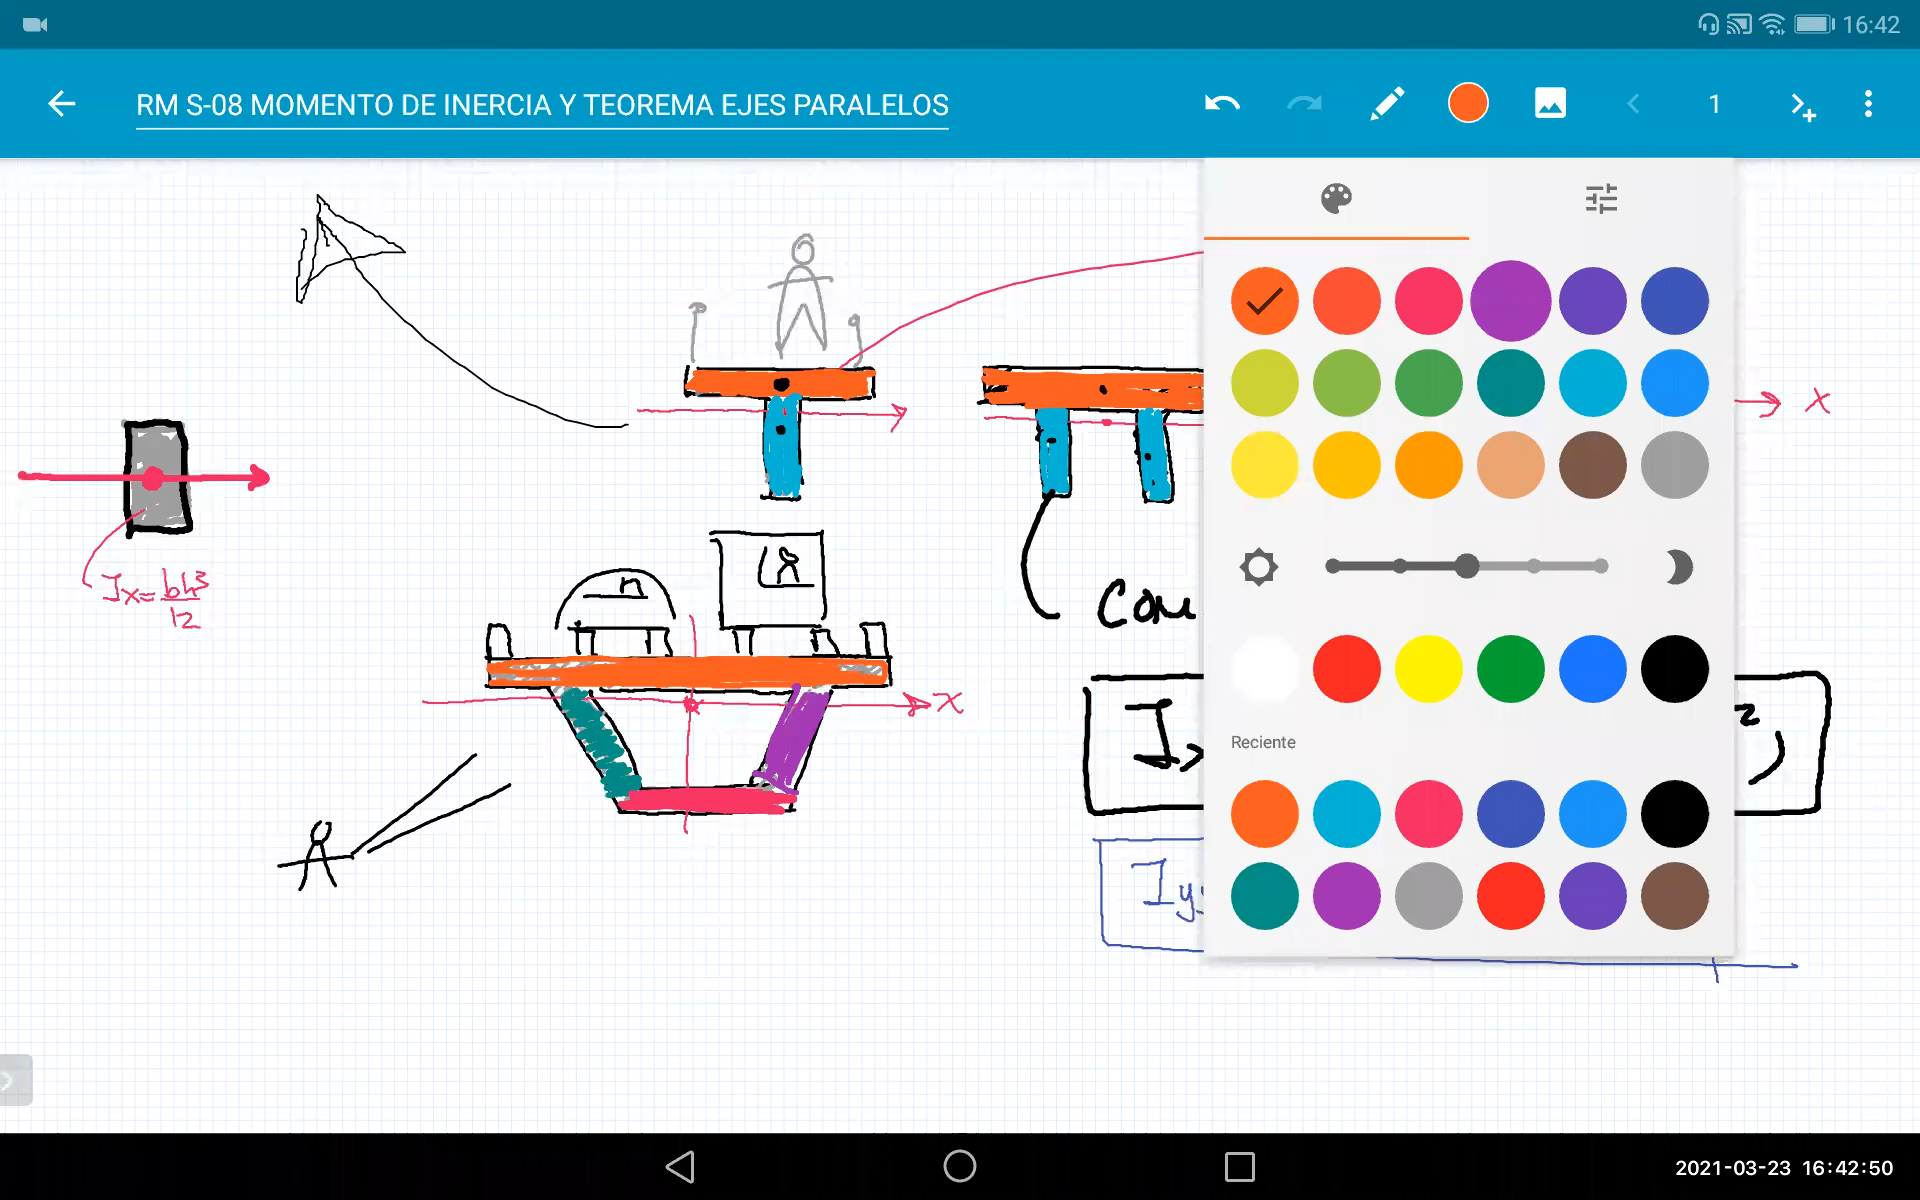 16:42
RM S-08 MOMENTO DE INERCIA Y TEOREMA EJES PARALELOS
1
X
Ix=bh³/12
X
Reciente
2021-03-23 16:42:50